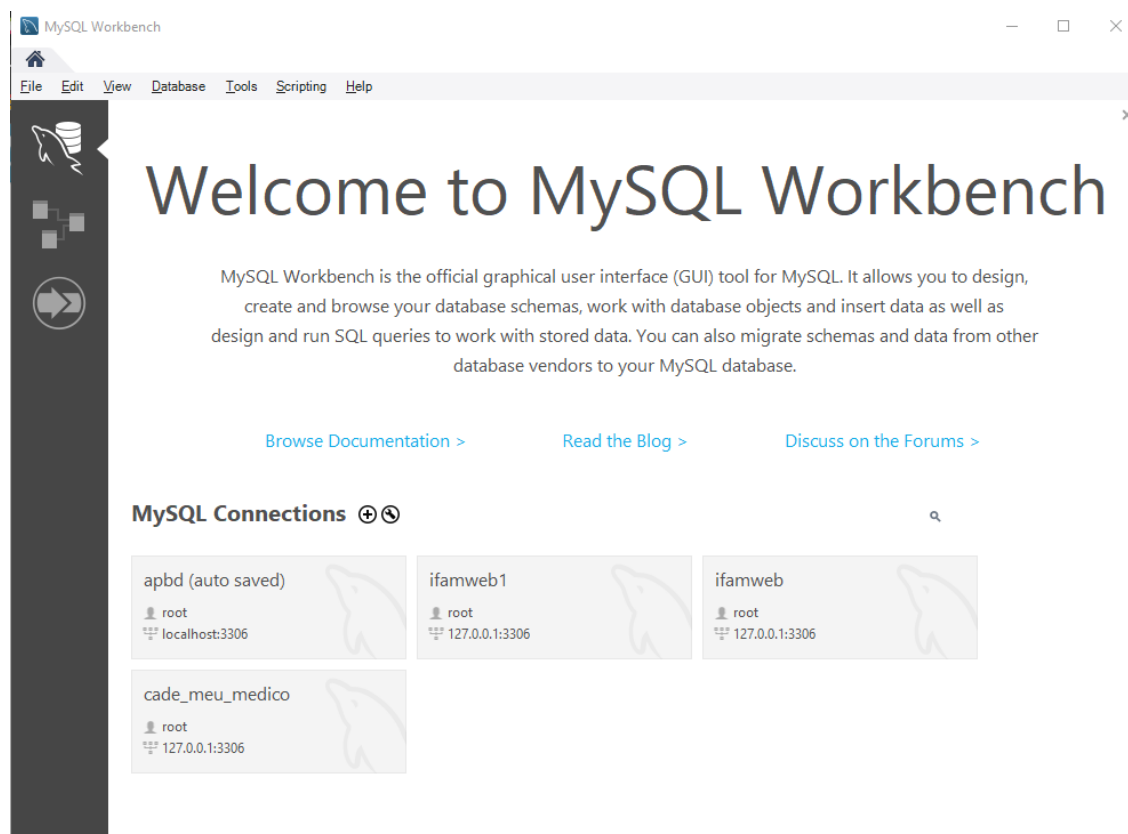 MySQL Workbench
File Edit View Database Tools Scripting Help
Welcome to MySQL Workbench
MySQL Workbench is the official graphical user interface (GUI) tool for MySQL. It allows you to design,
create and browse your database schemas, work with database objects and insert data as well as
design and run SQL queries to work with stored data. You can also migrate schemas and data from other
database vendors to your MySQL database.
Browse Documentation > Read the Blog > Discuss on the Forums >
MySQL Connections
apbd (auto saved)
root
localhost:3306
ifamweb1
root
127.0.0.1:3306
ifamweb
root
127.0.0.1:3306
cade_meu_medico
root
127.0.0.1:3306